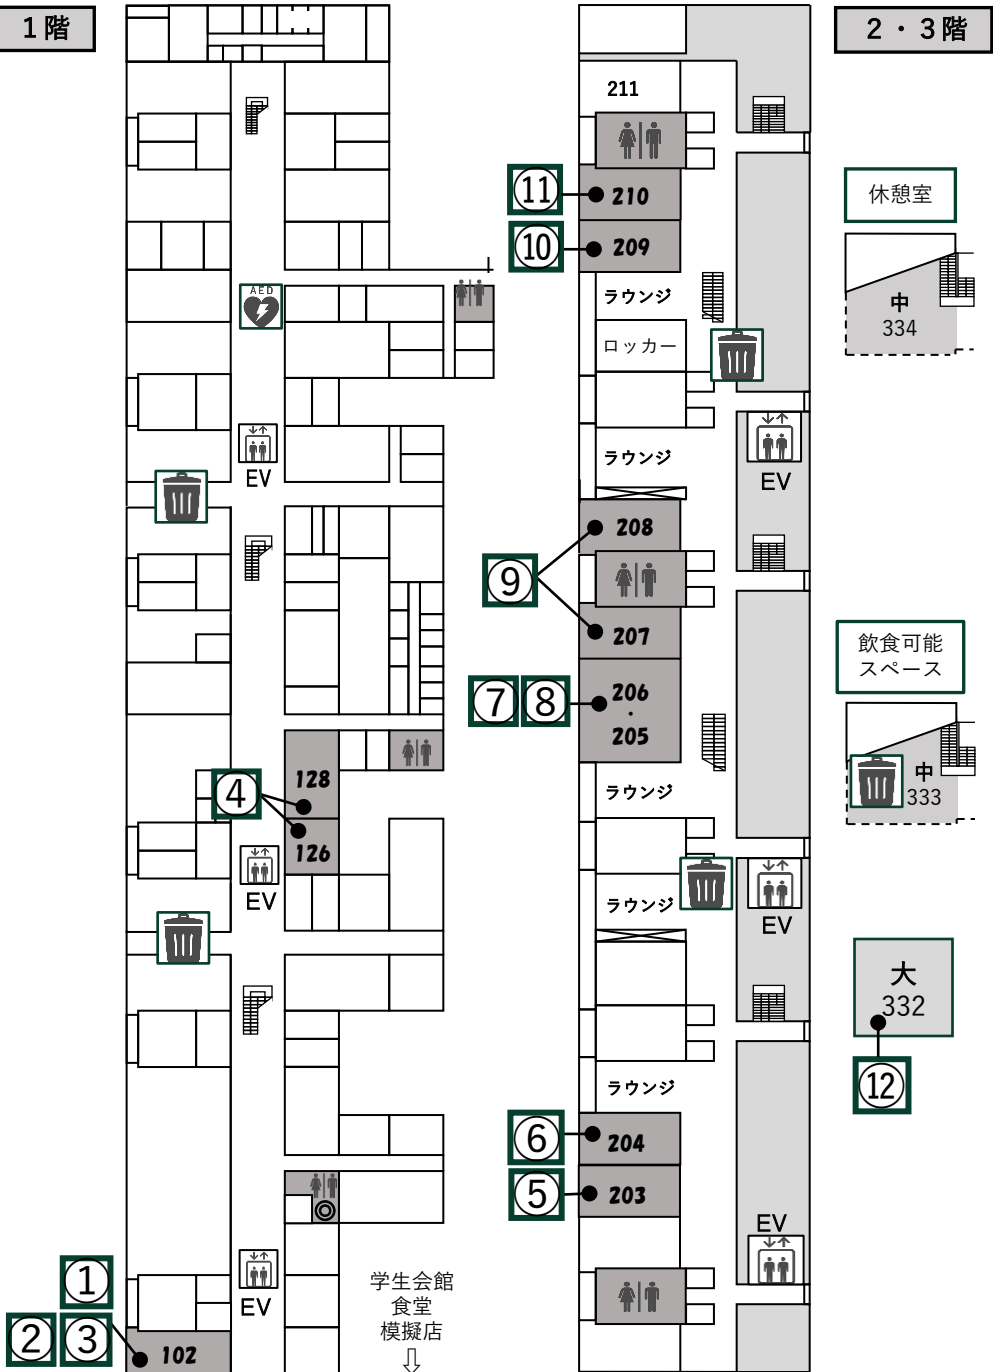 1階
AED
EV
④
128
126
EV
EV
①
②
③
102
学生会館
食堂
模擬店
2・3階
211
⑪
210
⑩
209
ラウンジ
ロッカー
ラウンジ
EV
208
⑨
207
⑦
⑧
206
・
205
ラウンジ
ラウンジ
EV
ラウンジ
⑥
204
⑤
203
EV
休憩室
中
334
飲食可能
スペース
中
333
大
332
⑫